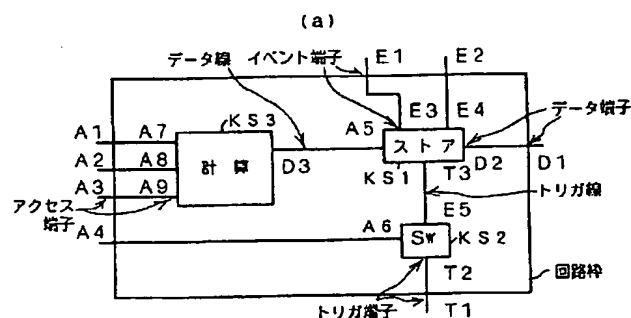 (a)
データ線 イベント端子 E1 E2
A1 A7 KS3 E3 E4 データ端子
A2 A8 計算 D3 A5 ストア D2 D1
A3 A9 KS1 T3
アクセス端子 トリガ線
A4 A6 E5
SW KS2
T2 回路枠
トリガ端子 T1